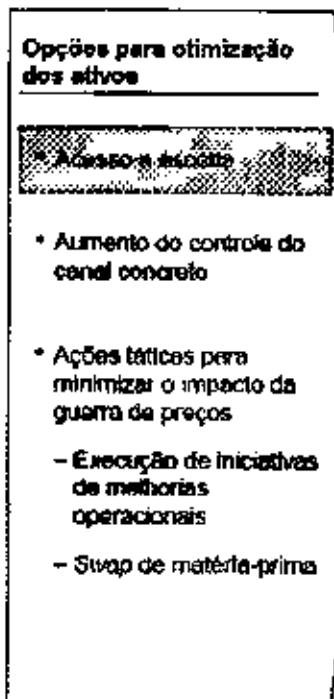 Opções para otimização
dos ativos
• Acesso a escória
• Aumento do controle do
canal concreto
• Ações táticas para
minimizar o impacto da
guerra de preços
– Execução de iniciativas
de melhorias
operacionais
– Swap de matéria-prima